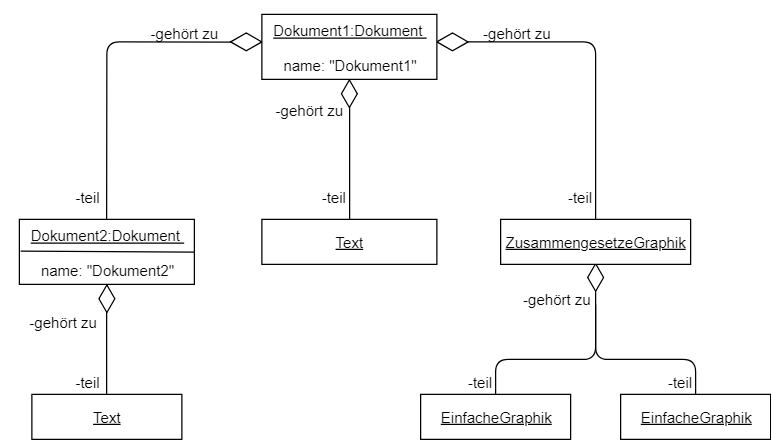 Dokument1:Dokument
name: "Dokument1"
-gehört zu
-gehört zu
-gehört zu
-teil
-teil
-teil
Dokument2:Dokument
name: "Dokument2"
Text
ZusammengesetzeGraphik
-gehört zu
-gehört zu
-teil
-teil
-teil
Text
EinfacheGraphik
EinfacheGraphik